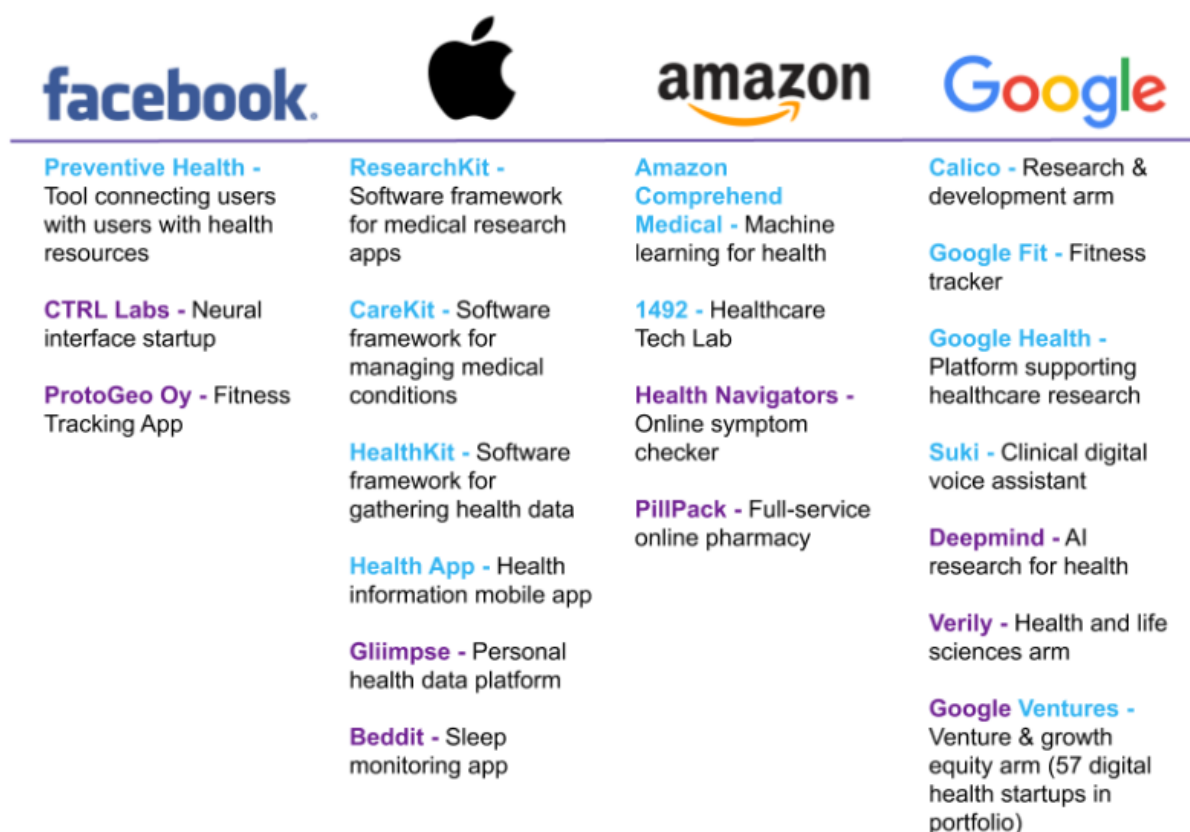 facebook.
Preventive Health -
Tool connecting users
with users with health
resources
CTRL Labs - Neural
interface startup
ProtoGeo Oy - Fitness
Tracking App
ResearchKit -
Software framework
for medical research
apps
CareKit - Software
framework for
managing medical
conditions
HealthKit - Software
framework for
gathering health data
Health App - Health
information mobile app
Gliimpse - Personal
health data platform
Beddit - Sleep
monitoring app
amazon
Amazon
Comprehend
Medical - Machine
learning for health
1492 - Healthcare
Tech Lab
Health Navigators -
Online symptom
checker
PillPack - Full-service
online pharmacy
Google
Calico - Research &
development arm
Google Fit - Fitness
tracker
Google Health -
Platform supporting
healthcare research
Suki - Clinical digital
voice assistant
Deepmind - AI
research for health
Verily - Health and life
sciences arm
Google Ventures -
Venture & growth
equity arm (57 digital
health startups in
portfolio)